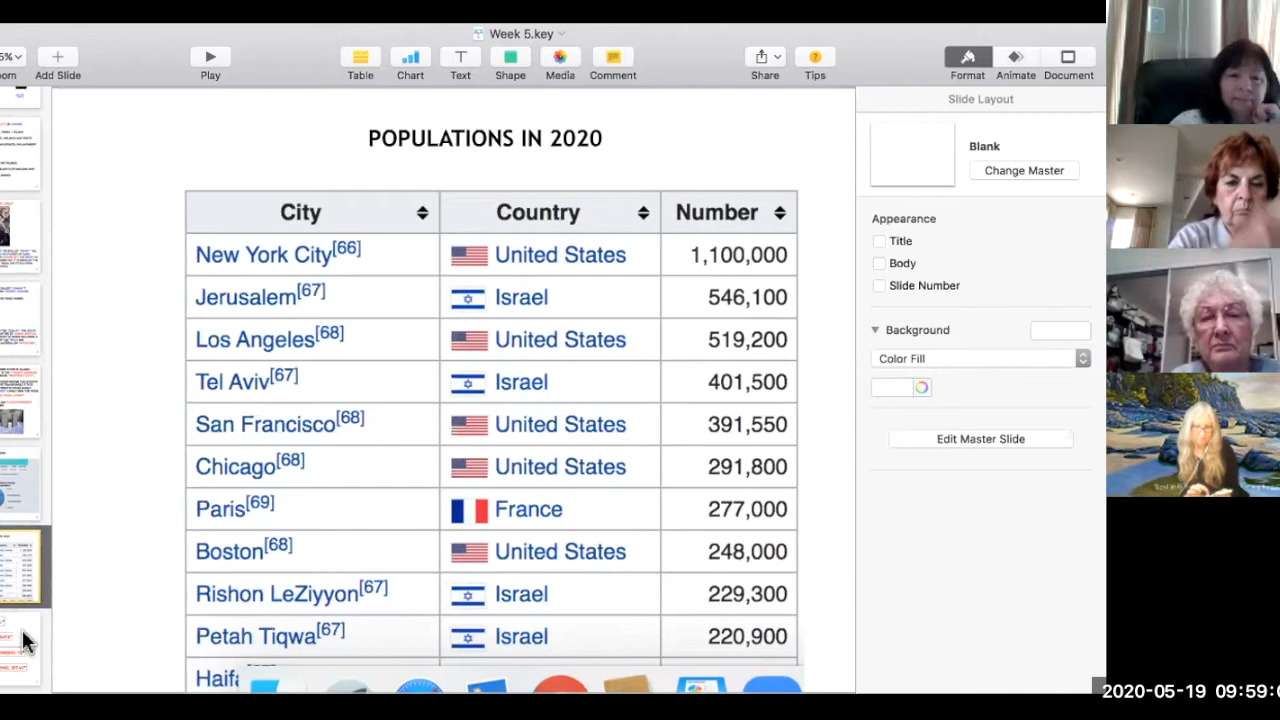 Week 5.key
5%
oom
Add Slide
Play
Table
Chart
Text
Shape
Media
Comment
Share
Tips
Format
Animate
Document
POPULATIONS IN 2020
City Country Number
New York City[66] United States 1,100,000
Jerusalem[67] Israel 546,100
Los Angeles[68] United States 519,200
Tel Aviv[67] Israel 401,500
San Francisco[68] United States 391,550
Chicago[68] United States 291,800
Paris[69] France 277,000
Boston[68] United States 248,000
Rishon LeZiyyon[67] Israel 229,300
Petah Tiqwa[67] Israel 220,900
Haifa
Slide Layout
Blank
Change Master
Appearance
Title
Body
Slide Number
Background
Color Fill
Edit Master Slide
2020-05-19 09:59:0